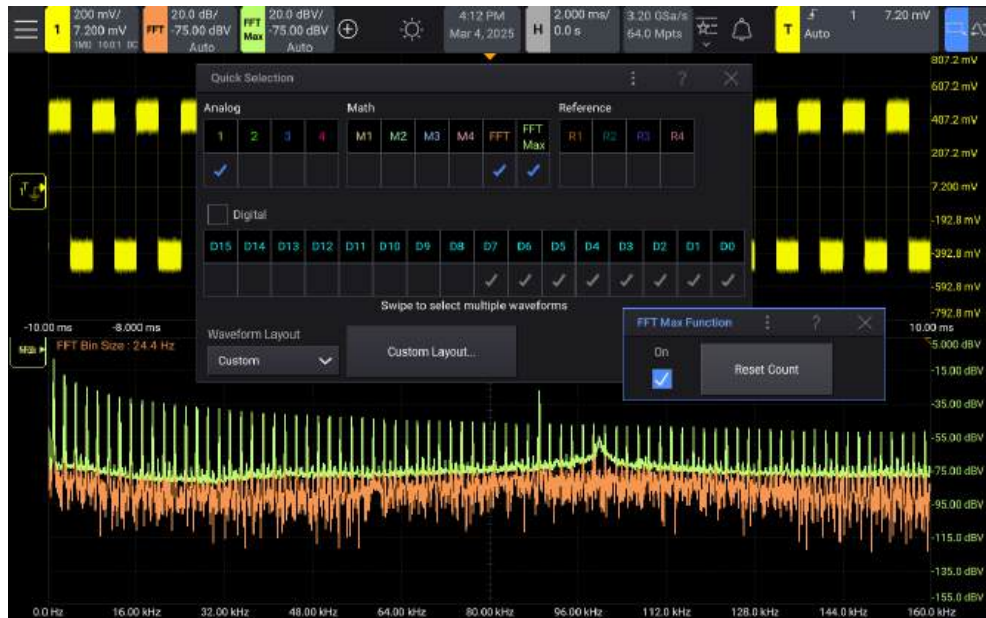 1 200 mV/ 7.200 mV 1MΩ 10.0:1 DC
FFT 20.0 dB/ -75.00 dBV Auto
FFT Max 20.0 dBV/ -75.00 dBV Auto
4:12 PM
Mar 4, 2025
H 2.000 ms/ 0.0 s
3.20 GSa/s
64.0 Mpts
T Auto 1 7.20 mV
807.2 mV
607.2 mV
407.2 mV
207.2 mV
7.200 mV
-192.8 mV
-392.8 mV
-592.8 mV
-792.8 mV
Quick Selection ⋮ ?
Analog Math Reference
1 2 3 4 M1 M2 M3 M4 FFT FFT Max R1 R2 R3 R4
Digital
D15 D14 D13 D12 D11 D10 D9 D8 D7 D6 D5 D4 D3 D2 D1 D0
Swipe to select multiple waveforms
Waveform Layout
Custom
Custom Layout...
FFT Max Function ⋮ ?
On
Reset Count
-10.00 ms -8.000 ms 10.00 ms
FFT Bin Size : 24.4 Hz
5.000 dBV
-15.00 dBV
-35.00 dBV
-55.00 dBV
-75.00 dBV
-95.00 dBV
-115.0 dBV
-135.0 dBV
-155.0 dBV
0.0 Hz 16.00 kHz 32.00 kHz 48.00 kHz 64.00 kHz 80.00 kHz 96.00 kHz 112.0 kHz 128.0 kHz 144.0 kHz 160.0 kHz